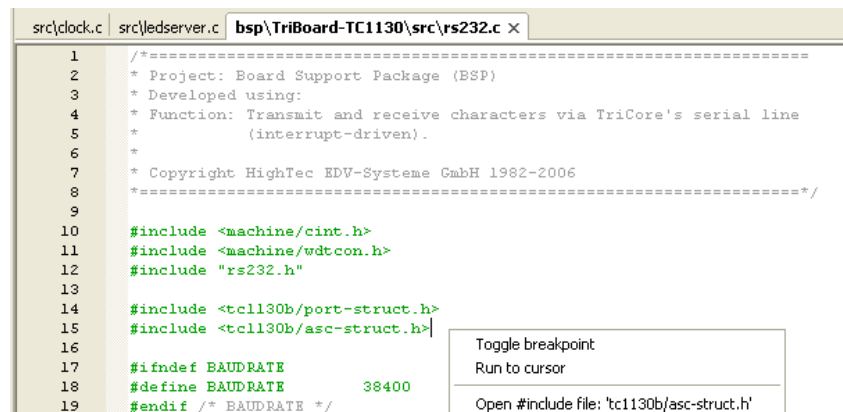 src\clock.c src\ledserver.c bsp\TriBoard-TC1130\src\rs232.c ×
1 /*====================================================================
2 * Project: Board Support Package (BSP)
3 * Developed using:
4 * Function: Transmit and receive characters via TriCore's serial line
5 * (interrupt-driven).
6 *
7 * Copyright HighTec EDV-Systeme GmbH 1982-2006
8 *====================================================================*/
9
10 #include <machine/cint.h>
11 #include <machine/wdtcon.h>
12 #include "rs232.h"
13
14 #include <tc1130b/port-struct.h>
15 #include <tc1130b/asc-struct.h>
16 Toggle breakpoint
17 #ifndef BAUDRATE Run to cursor
18 #define BAUDRATE 38400
19 #endif /* BAUDRATE */ Open #include file: 'tc1130b/asc-struct.h'